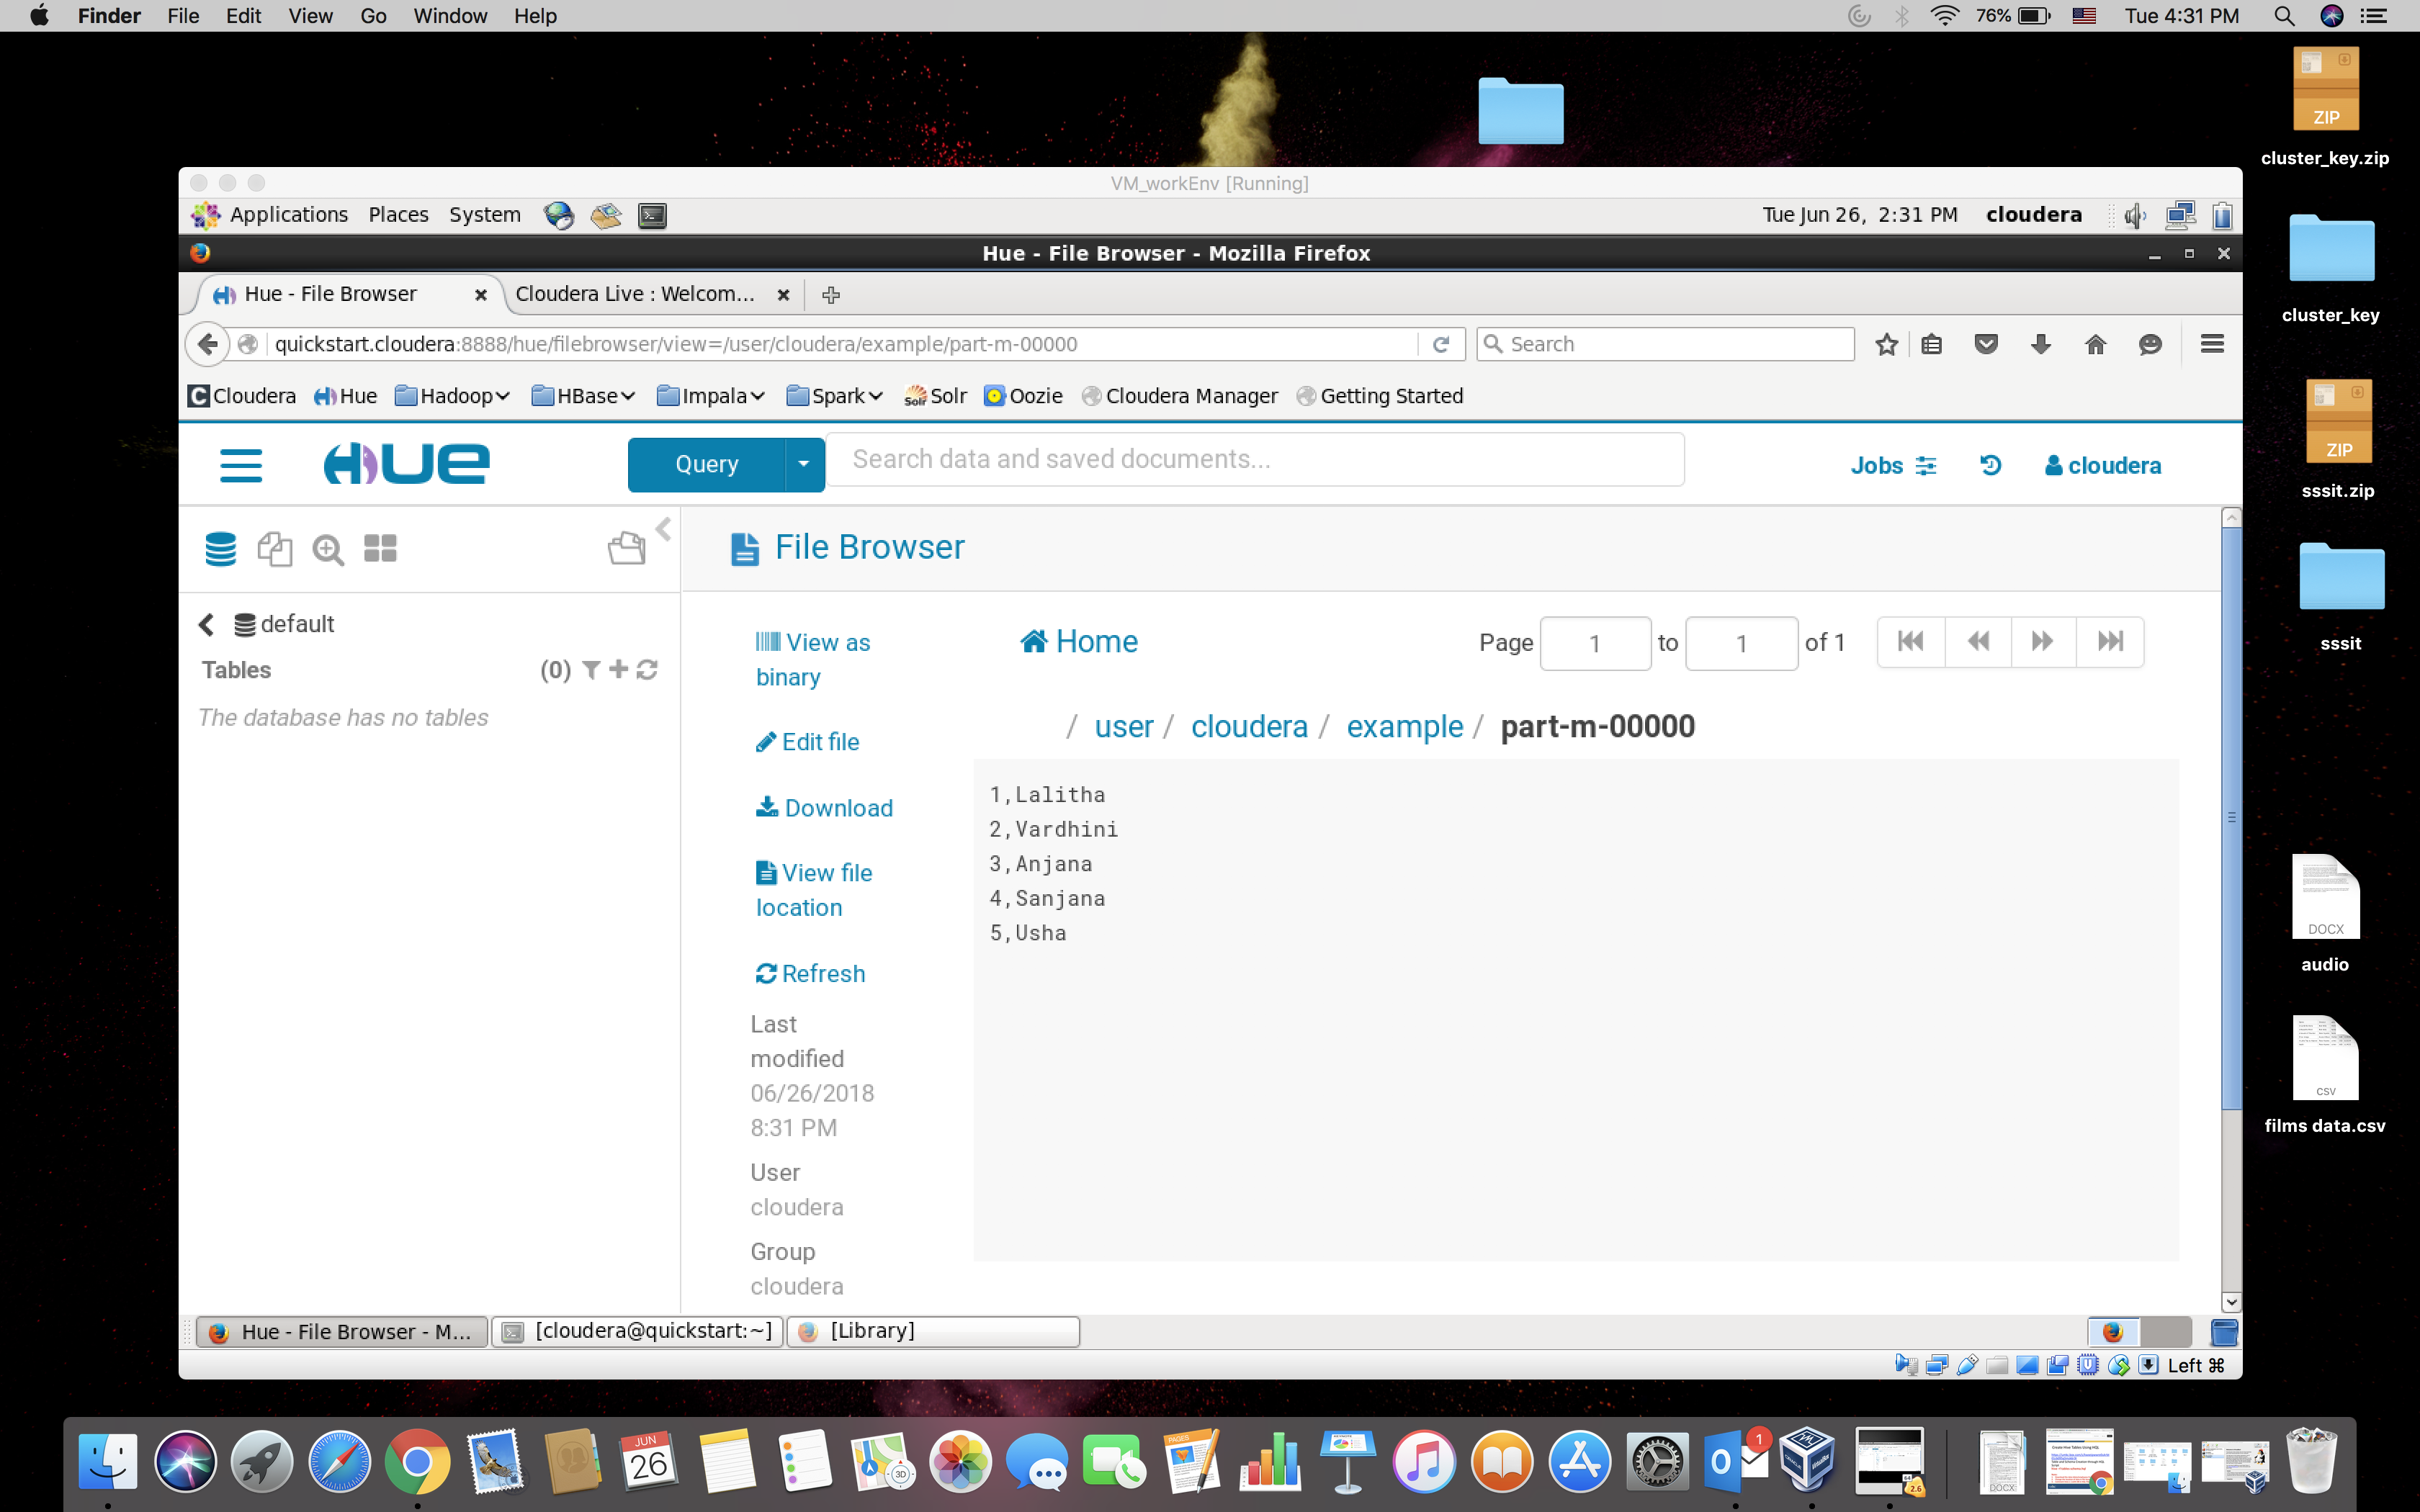 Finder File Edit View Go Window Help 76% Tue 4:31 PM
ZIP
cluster_key.zip
cluster_key
ZIP
sssit.zip
sssit
DOCX
audio
CSV
films data.csv
VM_workEnv [Running]
Applications Places System Tue Jun 26, 2:31 PM cloudera
Hue - File Browser - Mozilla Firefox
Hue - File Browser Cloudera Live : Welcom...
quickstart.cloudera:8888/hue/filebrowser/view=/user/cloudera/example/part-m-00000 Search
Cloudera Hue Hadoop HBase Impala Spark Solr Oozie Cloudera Manager Getting Started
HUE Query Search data and saved documents... Jobs cloudera
File Browser
default
Tables (0)
The database has no tables
View as
binary
Edit file
Download
View file
location
Refresh
Last
modified
06/26/2018
8:31 PM
User
cloudera
Group
cloudera
Home Page 1 to 1 of 1
/ user / cloudera / example / part-m-00000
1,Lalitha
2,Vardhini
3,Anjana
4,Sanjana
5,Usha
Hue - File Browser - M... [cloudera@quickstart:~] [Library]
Left ⌘
JUN
26
PAGES
3D
1
DOCX